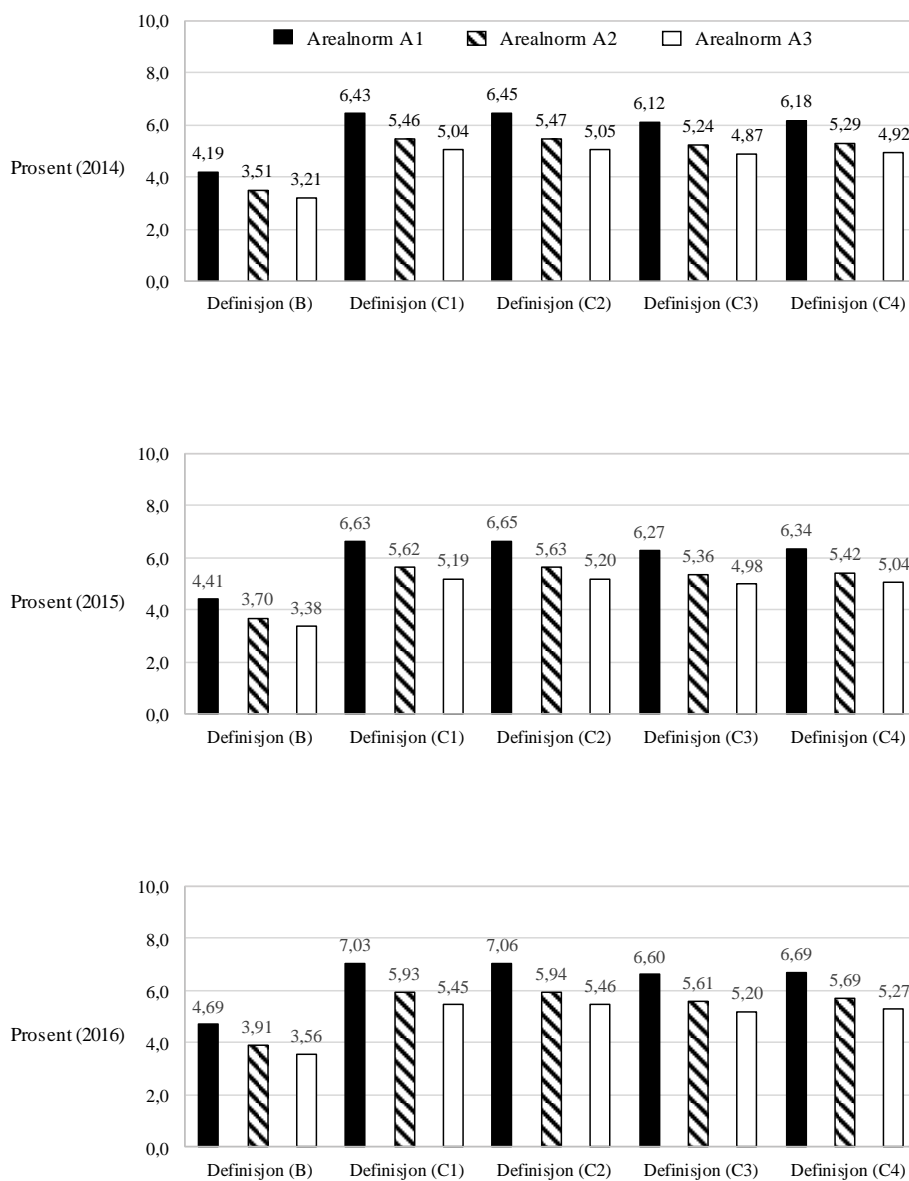 10,0
Arealnorm A1 Arealnorm A2 Arealnorm A3
8,0
6,43 6,45 6,12 6,18
6,0 5,46 5,04 5,47 5,05 5,24 4,87 5,29 4,92
4,19 3,51 3,21
Prosent (2014)
4,0
2,0
0,0
Definisjon (B) Definisjon (C1) Definisjon (C2) Definisjon (C3) Definisjon (C4)
10,0
8,0
6,63 6,65 6,27 6,34
6,0 5,62 5,19 5,63 5,20 5,36 4,98 5,42 5,04
4,41 3,70 3,38
Prosent (2015)
4,0
2,0
0,0
Definisjon (B) Definisjon (C1) Definisjon (C2) Definisjon (C3) Definisjon (C4)
10,0
8,0
7,03 7,06 6,60 6,69
6,0 5,93 5,45 5,94 5,46 5,61 5,20 5,69 5,27
4,69 3,91 3,56
Prosent (2016)
4,0
2,0
0,0
Definisjon (B) Definisjon (C1) Definisjon (C2) Definisjon (C3) Definisjon (C4)